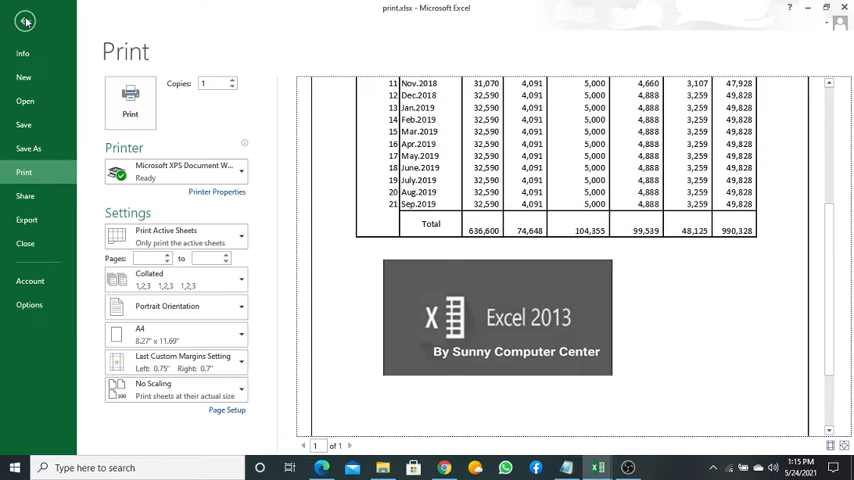 print.xlsx - Microsoft Excel
Info
New
Open
Save
Save As
Print
Share
Export
Close
Account
Options
Print
Print
Copies: 1
Printer
Microsoft XPS Document W...
Ready
Printer Properties
Settings
Print Active Sheets
Only print the active sheets
Pages: to
Collated
1,2,3 1,2,3 1,2,3
Portrait Orientation
A4
8.27" x 11.69"
Last Custom Margins Setting
Left: 0.75" Right: 0.7"
No Scaling
Print sheets at their actual size
100
Page Setup
11 Nov.2018 31,070 4,091 5,000 4,660 3,107 47,928
12 Dec.2018 32,590 4,091 5,000 4,888 3,259 49,828
13 Jan.2019 32,590 4,091 5,000 4,888 3,259 49,828
14 Feb.2019 32,590 4,091 5,000 4,888 3,259 49,828
15 Mar.2019 32,590 4,091 5,000 4,888 3,259 49,828
16 Apr.2019 32,590 4,091 5,000 4,888 3,259 49,828
17 May.2019 32,590 4,091 5,000 4,888 3,259 49,828
18 June.2019 32,590 4,091 5,000 4,888 3,259 49,828
19 July.2019 32,590 4,091 5,000 4,888 3,259 49,828
20 Aug.2019 32,590 4,091 5,000 4,888 3,259 49,828
21 Sep.2019 32,590 4,091 5,000 4,888 3,259 49,828
Total 636,600 74,648 104,355 99,539 48,125 990,328
X Excel 2013
By Sunny Computer Center
1 of 1
Type here to search
1:15 PM
5/24/2021